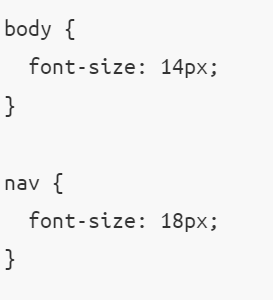 body {
  font-size: 14px;
}

nav {
  font-size: 18px;
}